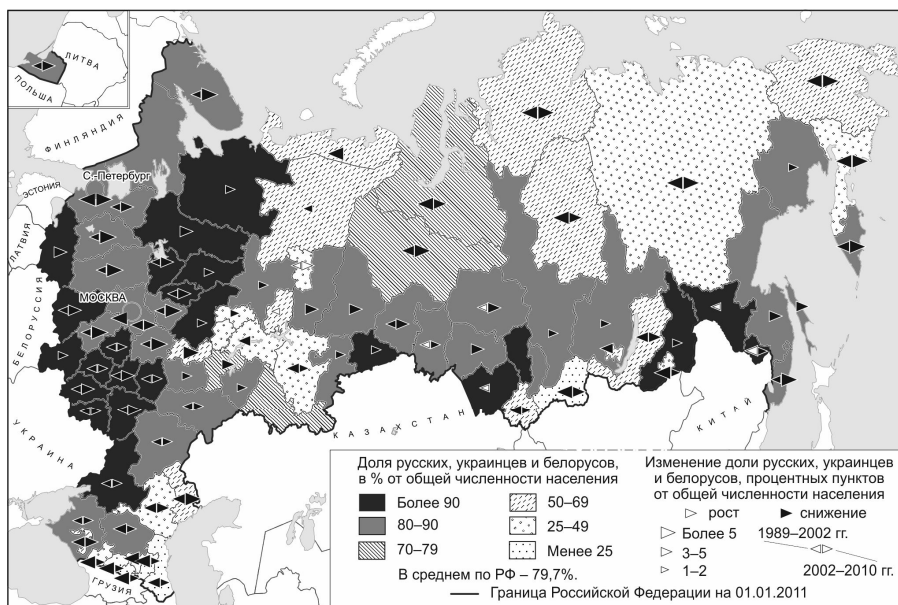 ЛИТВА
ПОЛЬША
ФИНЛЯНДИЯ
С.-Петербург
ЭСТОНИЯ
ЛАТВИЯ
МОСКВА
БЕЛОРУССИЯ
УКРАИНА
КАЗАХСТАН
КИТАЙ
ГРУЗИЯ
Доля русских, украинцев и белорусов,
в % от общей численности населения
Более 90
80–90
70–79
50–69
25–49
Менее 25
В среднем по РФ – 79,7%.
Изменение доли русских, украинцев
и белорусов, процентных пунктов
от общей численности населения
рост
снижение
Более 5
1989–2002 гг.
3–5
1–2
2002–2010 гг.
Граница Российской Федерации на 01.01.2011